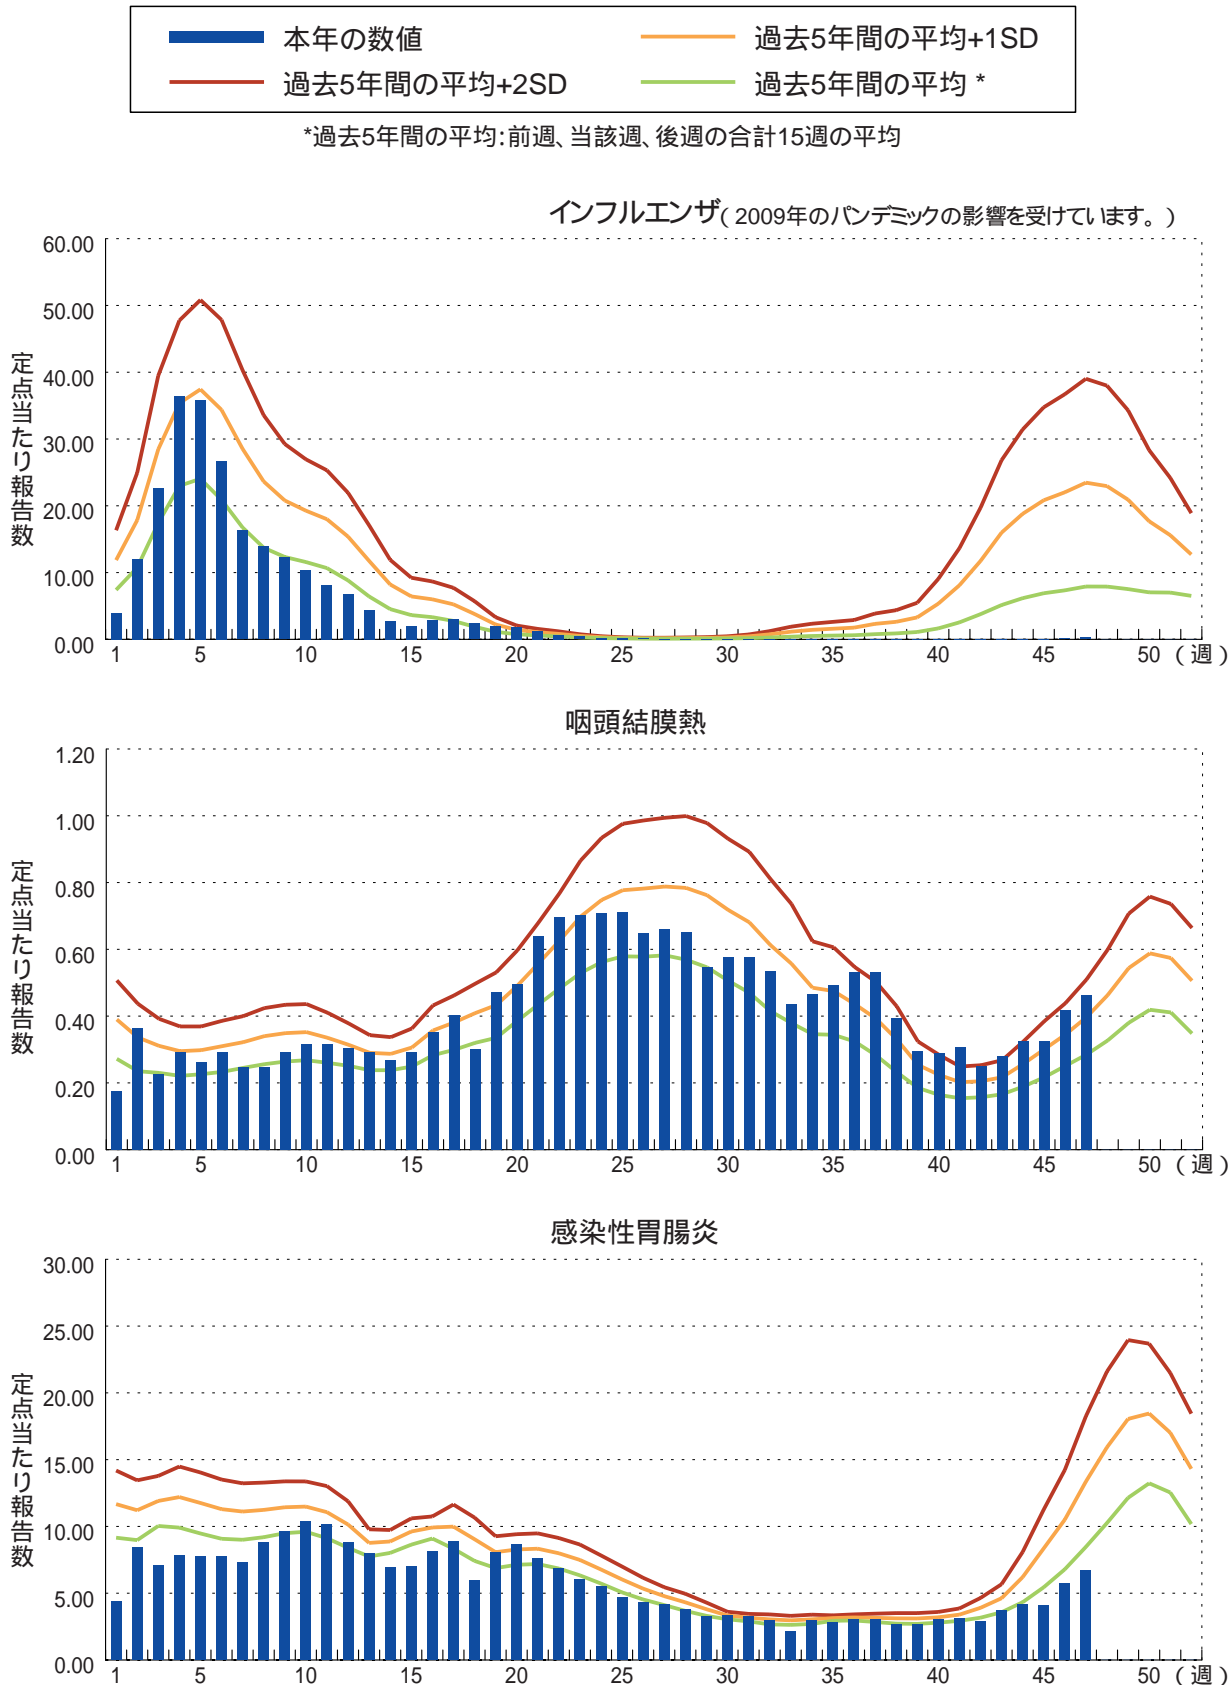 本年の数値 過去5年間の平均+1SD
過去5年間の平均+2SD 過去5年間の平均 *
*過去5年間の平均:前週、当該週、後週の合計15週の平均
インフルエンザ( 2009年のパンデミックの影響を受けています。 )
定点当たり報告数
60.00
50.00
40.00
30.00
20.00
10.00
0.00
1 5 10 15 20 25 30 35 40 45 50 (週)
咽頭結膜熱
定点当たり報告数
1.20
1.00
0.80
0.60
0.40
0.20
0.00
1 5 10 15 20 25 30 35 40 45 50 (週)
感染性胃腸炎
定点当たり報告数
30.00
25.00
20.00
15.00
10.00
5.00
0.00
1 5 10 15 20 25 30 35 40 45 50 (週)